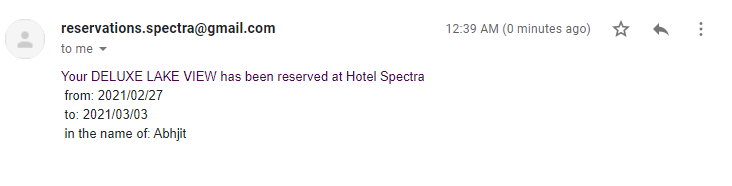 reservations.spectra@gmail.com 12:39 AM (0 minutes ago)
to me
Your DELUXE LAKE VIEW has been reserved at Hotel Spectra
from: 2021/02/27
to: 2021/03/03
in the name of: Abhjit